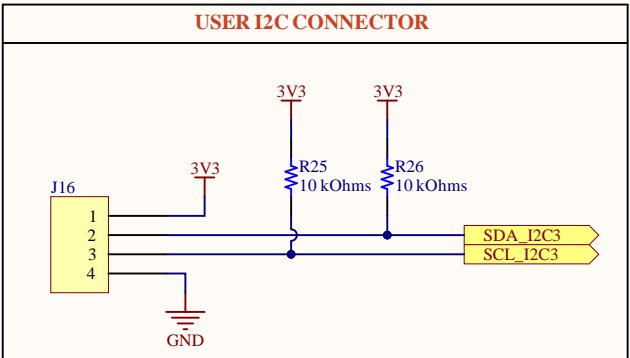 USER I2C CONNECTOR
3V3
3V3
3V3
R25
10 kOhms
R26
10 kOhms
J16
1
2
3
4
SDA_I2C3
SCL_I2C3
GND